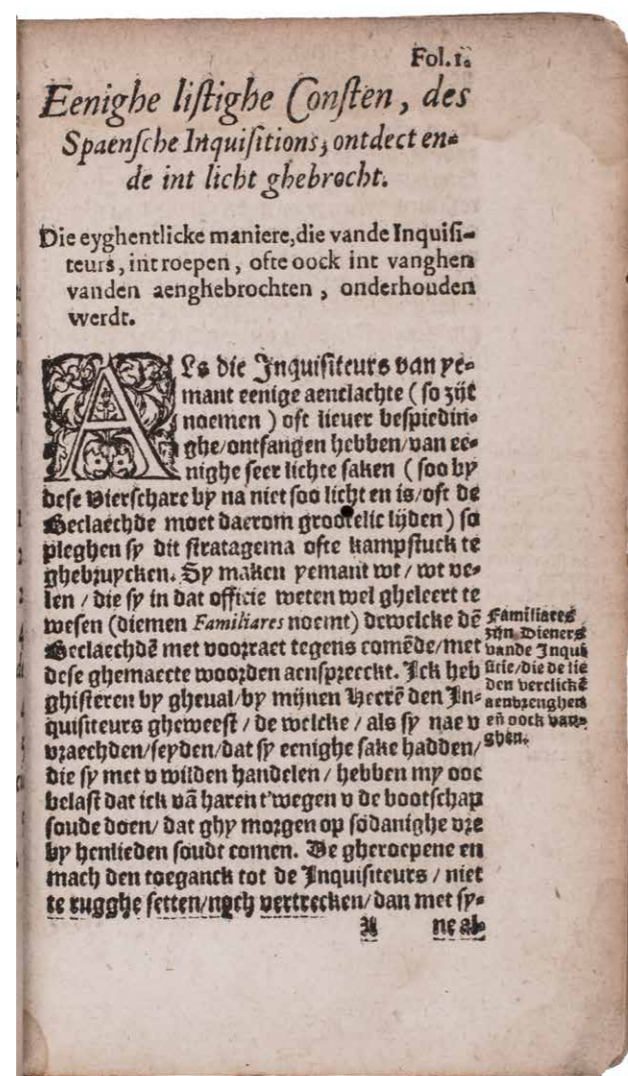 Fol.1.
Eenighe listighe Consten, des
Spaensche Inquisitions, ontdect en-
de int licht ghebrocht.
Die eyghentlicke maniere, die vande Inquisi-
teurs, int roepen, ofte oock int vanghen
vanden aenghebrochten, onderhouden
werdt.
ALs die Inquisiteurs van ye-
mant eenige aenclachte (so zijt
noemen) oft liever bespiedin-
ghe/ontfangen hebben/van ee-
nighe seer lichte saken (soo by
dese Vierschare by na niet soo licht en is/oft de
Beclaechde moet daerom grootelic lijden) so
pleghen sy dit stratagema ofte kampstuck te
ghebruycken. Sy maken yemant wt/ wt ve-
len / die sy in dat officie weten wel gheleert te
wesen (diemen Familiares noemt) dewelcke dē
Beclaechdē met voorraet tegens comēde/met
dese ghemaecte woorden aenspreeckt. Ick heb
ghisteren by gheval/by mijnen Heerē den In-
quisiteurs gheweest / de welcke / als sy nae v
vraechden/seyden/dat sy eenighe sake hadden/
die sy met v wilden handelen / hebben my ooc
belast dat ick vā haren t'wegen v de bootschap
soude doen/ dat ghy morgen op sodanighe vre
by henlieden soudt comen. De gheroepene en
mach den toeganck tot de Inquisiteurs / niet
te rugghe setten/noch vertrecken/dan met sy-
A ne al-
Familiares
zijn Dieners
vande Inqui
sitie/die de lie
den verclickē
aenbrenghen
eñ oock van-
ghen.